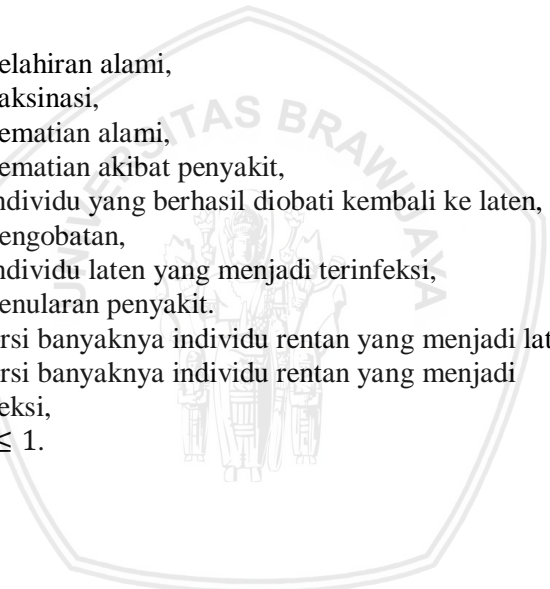 elahiran alami,
aksinasi,
ematian alami,
ematian akibat penyakit,
ndividu yang berhasil diobati kembali ke laten,
engobatan,
ndividu laten yang menjadi terinfeksi,
enularan penyakit.
rsi banyaknya individu rentan yang menjadi lat
rsi banyaknya individu rentan yang menjadi
eksi,
≤ 1.
UNIVERSITAS BRAWIJAYA